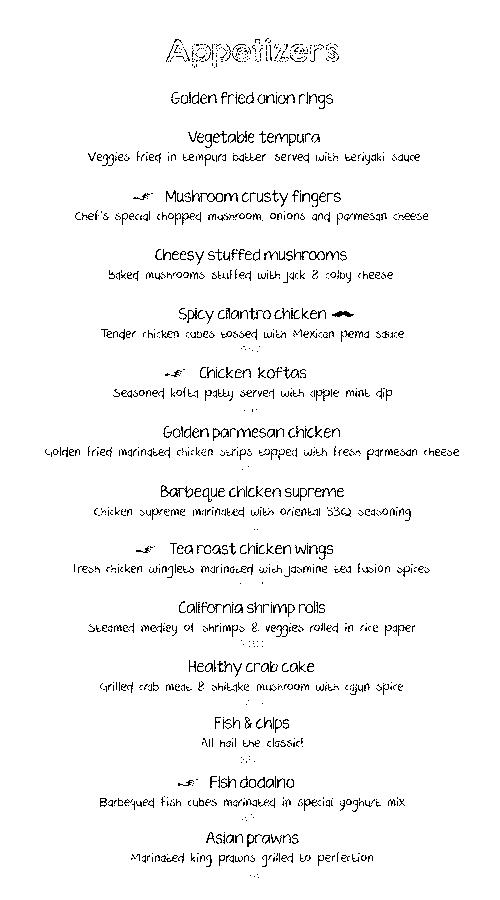 Appetizers
Golden fried onion rings
Vegetable tempura
Veggies fried in tempura batter served with teriyaki sauce
Mushroom crusty fingers
Chef's special chopped mushroom, onions and parmesan cheese
Cheesy stuffed mushrooms
Baked mushrooms stuffed with jack & colby cheese
Spicy cilantro chicken
Tender chicken cubes tossed with Mexican pema sauce
Chicken koftas
Seasoned kofta patty served with apple mint dip
Golden parmesan chicken
Golden fried marinated chicken strips topped with fresh parmesan cheese
Barbeque chicken supreme
Chicken supreme marinated with oriental BBQ seasoning
Tea roast chicken wings
Fresh chicken winglets marinated with jasmine tea fusion spices
California shrimp rolls
Steamed medley of shrimps & veggies rolled in rice paper
Healthy crab cake
Grilled crab meat & shitake mushroom with cajun spice
Fish & chips
All hail the classic!
Fish dodaino
Barbequed fish cubes marinated in special yoghurt mix
Asian prawns
Marinated king prawns grilled to perfection